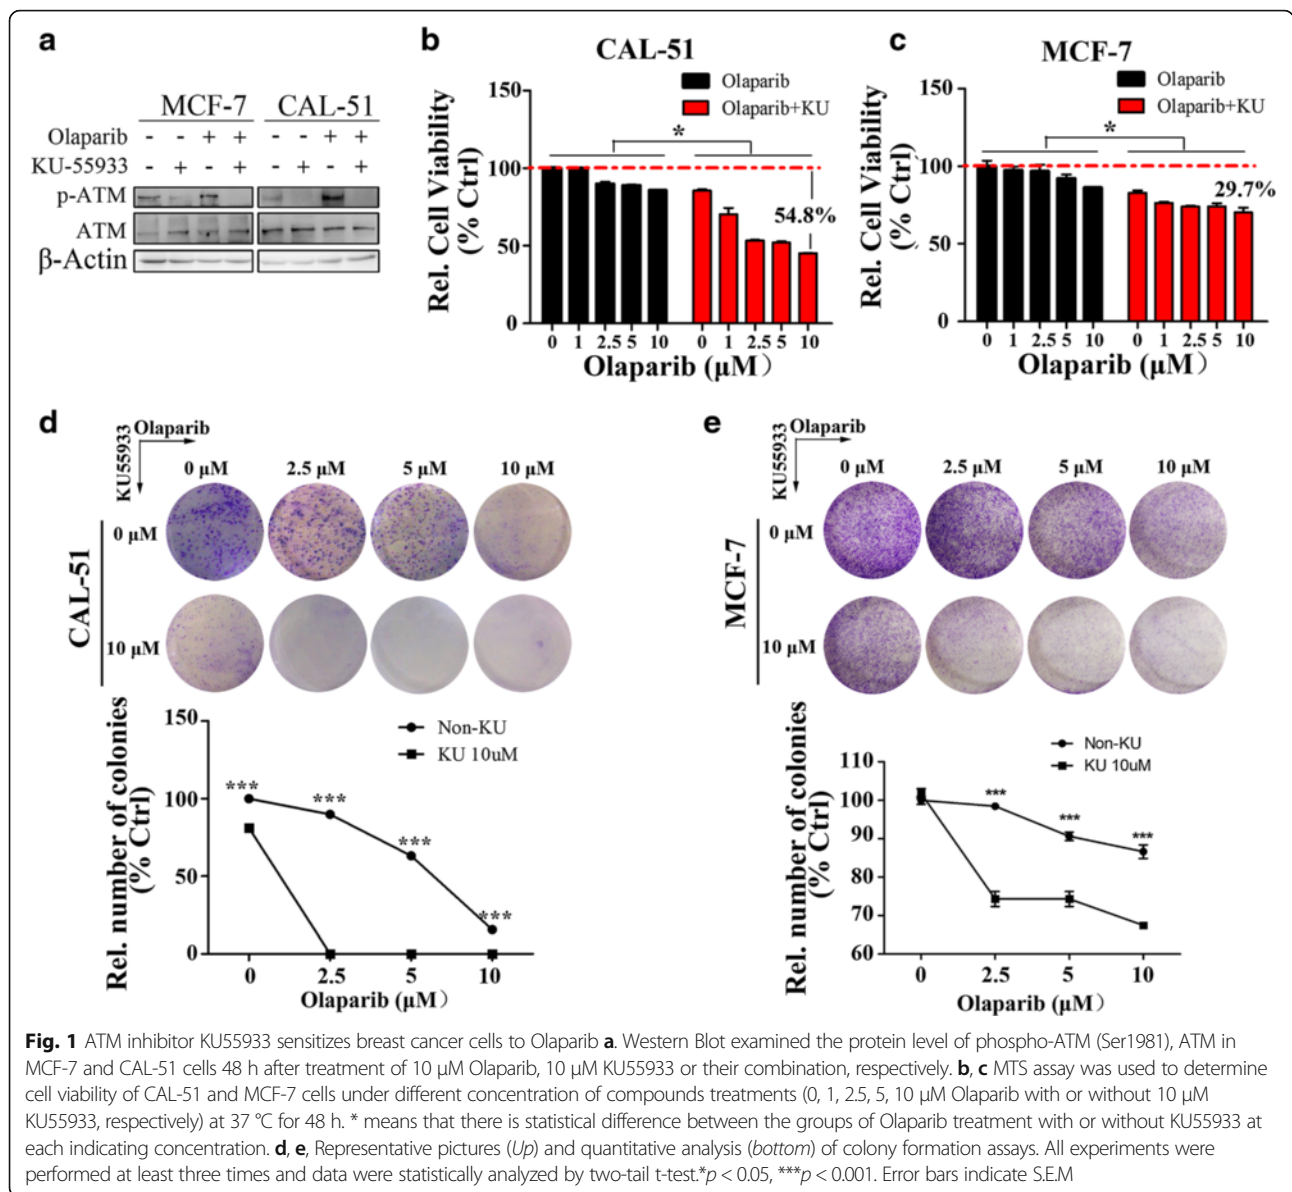 a
MCF-7 CAL-51
Olaparib - - + + - - + +
KU-55933 - + - + - + - +
p-ATM
ATM
β-Actin
b
CAL-51
Olaparib
Olaparib+KU
Rel. Cell Viability
(% Ctrl)
150
100
50
0
*
54.8%
0 1 2.5 5 10 0 1 2.5 5 10
Olaparib (μM)
c
MCF-7
Olaparib
Olaparib+KU
Rel. Cell Viability
(% Ctrl)
150
100
50
0
*
29.7%
0 1 2.5 5 10 0 1 2.5 5 10
Olaparib (μM)
d
Olaparib
KU55933
0 μM 2.5 μM 5 μM 10 μM
CAL-51
0 μM
10 μM
Rel. number of colonies
(% Ctrl)
150
100
50
0
Non-KU
KU 10uM
***
***
***
***
0 2.5 5 10
Olaparib (μM)
e
Olaparib
KU55933
0 μM 2.5 μM 5 μM 10 μM
MCF-7
0 μM
10 μM
Rel. number of colonies
(% Ctrl)
110
100
90
80
70
60
Non-KU
KU 10uM
***
***
***
0 2.5 5 10
Olaparib (μM)
Fig. 1 ATM inhibitor KU55933 sensitizes breast cancer cells to Olaparib a. Western Blot examined the protein level of phospho-ATM (Ser1981), ATM in
MCF-7 and CAL-51 cells 48 h after treatment of 10 μM Olaparib, 10 μM KU55933 or their combination, respectively. b, c MTS assay was used to determine
cell viability of CAL-51 and MCF-7 cells under different concentration of compounds treatments (0, 1, 2.5, 5, 10 μM Olaparib with or without 10 μM
KU55933, respectively) at 37 °C for 48 h. * means that there is statistical difference between the groups of Olaparib treatment with or without KU55933 at
each indicating concentration. d, e, Representative pictures (Up) and quantitative analysis (bottom) of colony formation assays. All experiments were
performed at least three times and data were statistically analyzed by two-tail t-test.*p < 0.05, ***p < 0.001. Error bars indicate S.E.M